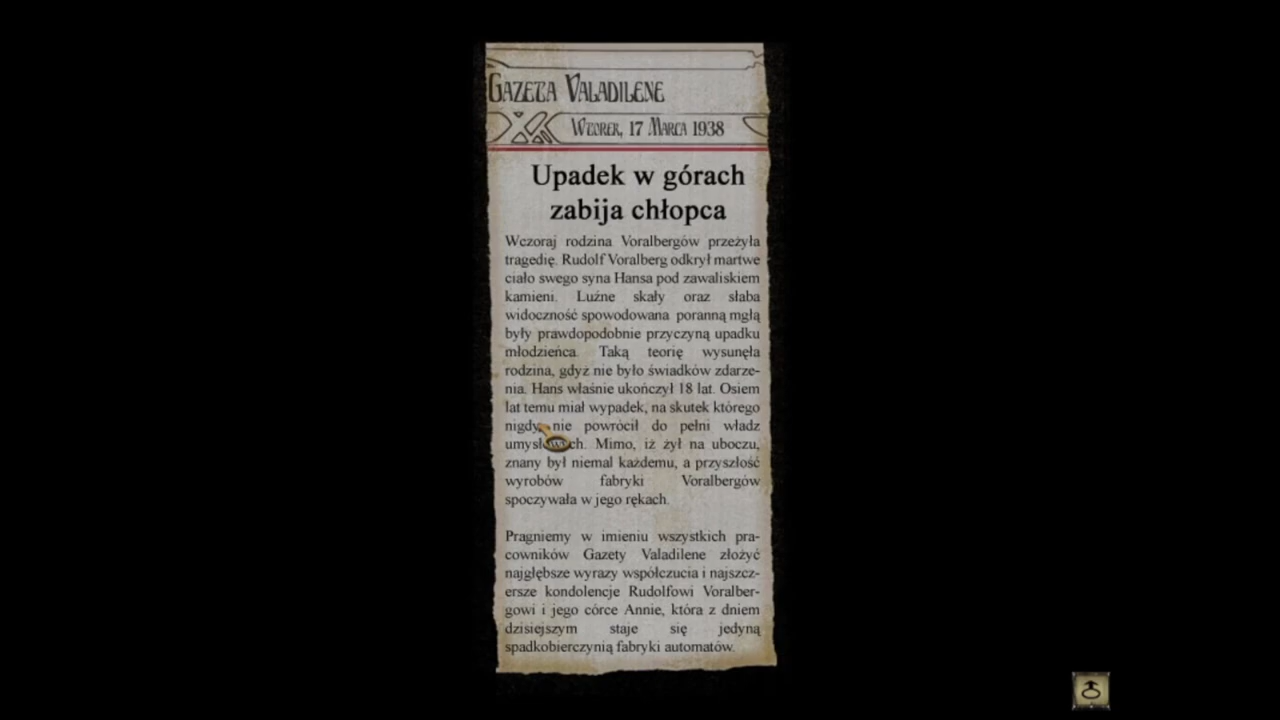 Gazeta Valadilene
Wtorek, 17 Marca 1938
Upadek w górach
zabija chłopca
Wczoraj rodzina Voralbergów przeżyła
tragedię. Rudolf Voralberg odkrył martwe
ciało swego syna Hansa pod zawaliskiem
kamieni. Luźne skały oraz słaba
widoczność spowodowana poranną mgłą
były prawdopodobnie przyczyną upadku
młodzieńca. Taką teorię wysunęła
rodzina, gdyż nie było świadków zdarze-
nia. Hans właśnie ukończył 18 lat. Osiem
lat temu miał wypadek, na skutek którego
nigdy nie powrócił do pełni władz
umysłowych. Mimo, iż żył na uboczu,
znany był niemal każdemu, a przyszłość
wyrobów fabryki Voralbergów
spoczywała w jego rękach.
Pragniemy w imieniu wszystkich pra-
cowników Gazety Valadilene złożyć
najgłębsze wyrazy współczucia i najszcz-
ersze kondolencje Rudolfowi Voralber-
gowi i jego córce Annie, która z dniem
dzisiejszym staje się jedyną
spadkobierczynią fabryki automatów.